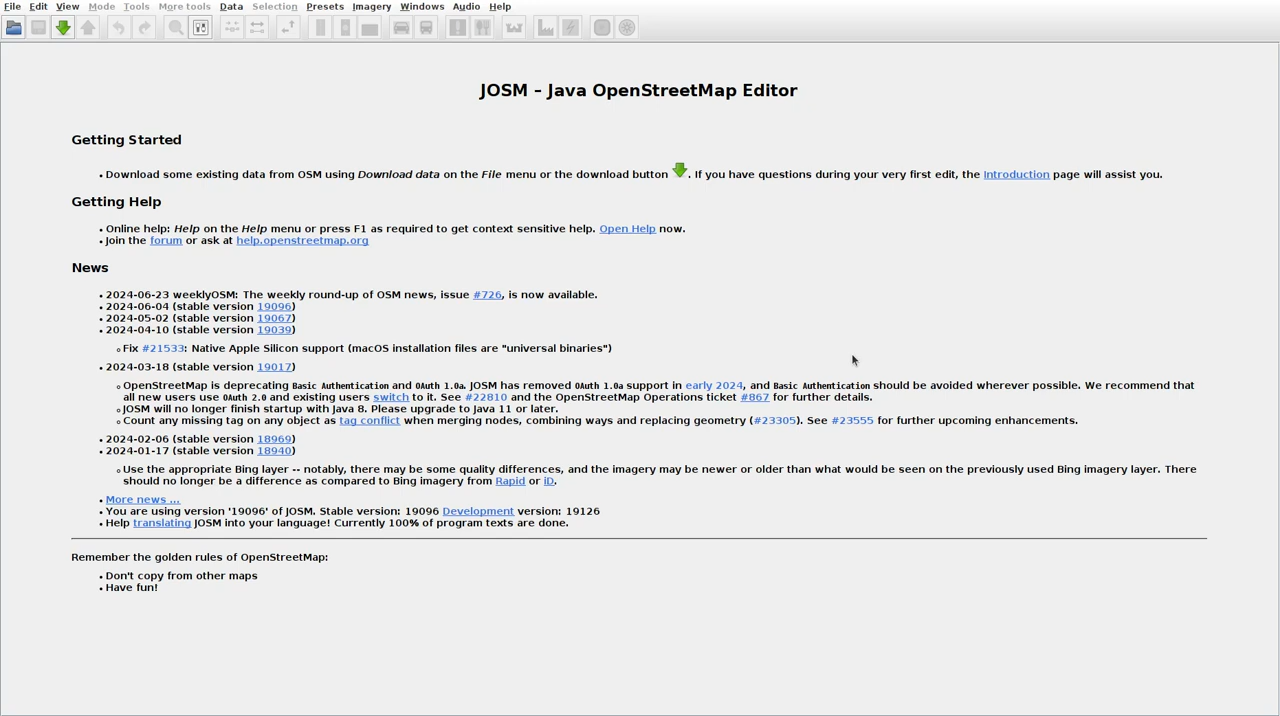 File Edit View Mode Tools More tools Data Selection Presets Imagery Windows Audio Help
JOSM – Java OpenStreetMap Editor
Getting Started
Download some existing data from OSM using Download data on the File menu or the download button . If you have questions during your very first edit, the Introduction page will assist you.
Getting Help
Online help: Help on the Help menu or press F1 as required to get context sensitive help. Open Help now.
Join the forum or ask at help.openstreetmap.org
News
2024-06-23 weeklyOSM: The weekly round-up of OSM news, issue #726, is now available.
2024-06-04 (stable version 19096)
2024-05-02 (stable version 19067)
2024-04-10 (stable version 19039)
Fix #21533: Native Apple Silicon support (macOS installation files are "universal binaries")
2024-03-18 (stable version 19017)
OpenStreetMap is deprecating Basic Authentication and OAuth 1.0a. JOSM has removed OAuth 1.0a support in early 2024, and Basic Authentication should be avoided wherever possible. We recommend that
all new users use OAuth 2.0 and existing users switch to it. See #22810 and the OpenStreetMap Operations ticket #867 for further details.
JOSM will no longer finish startup with Java 8. Please upgrade to Java 11 or later.
Count any missing tag on any object as tag conflict when merging nodes, combining ways and replacing geometry (#23305). See #23555 for further upcoming enhancements.
2024-02-06 (stable version 18969)
2024-01-17 (stable version 18940)
Use the appropriate Bing layer -- notably, there may be some quality differences, and the imagery may be newer or older than what would be seen on the previously used Bing imagery layer. There
should no longer be a difference as compared to Bing imagery from Rapid or iD.
More news ...
You are using version '19096' of JOSM. Stable version: 19096 Development version: 19126
Help translating JOSM into your language! Currently 100% of program texts are done.
Remember the golden rules of OpenStreetMap:
Don't copy from other maps
Have fun!